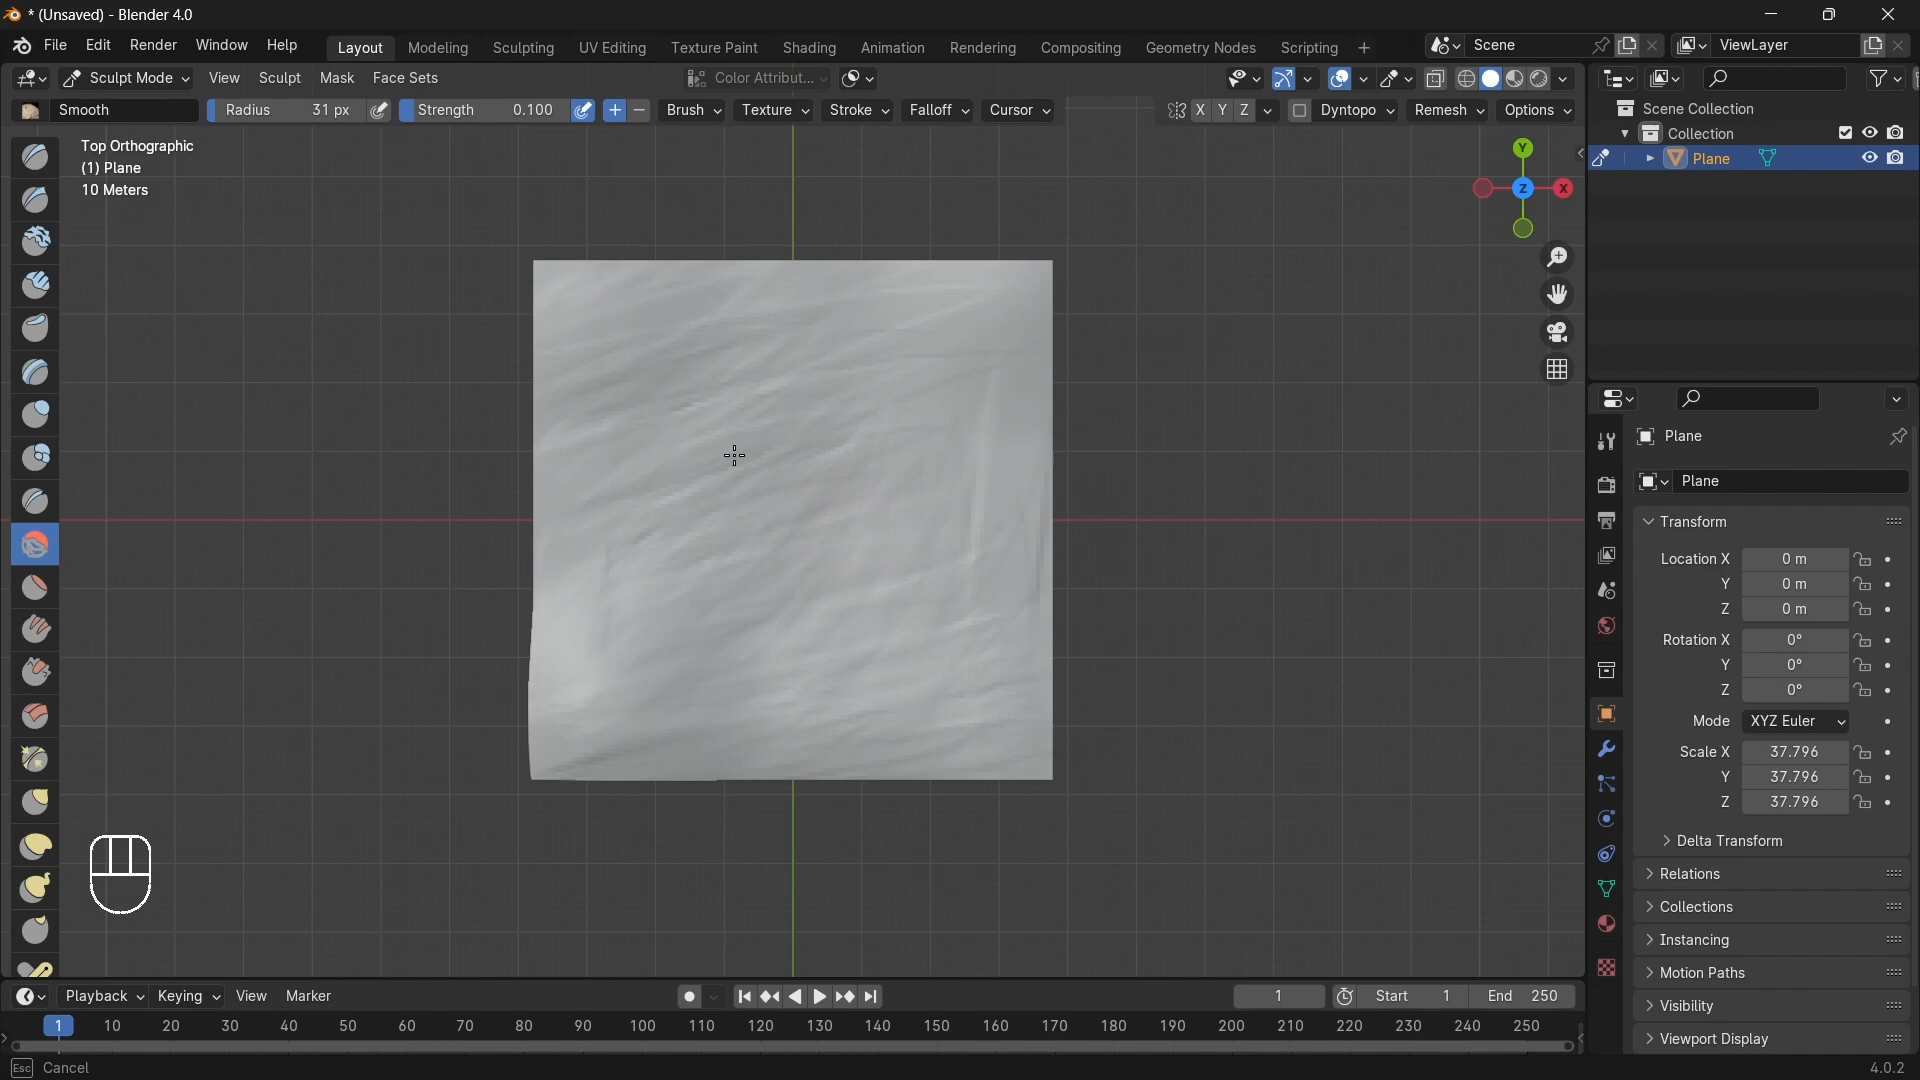 * (Unsaved) - Blender 4.0
File Edit Render Window Help Layout Modeling Sculpting UV Editing Texture Paint Shading Animation Rendering Compositing Geometry Nodes Scripting + Scene ViewLayer
Sculpt Mode View Sculpt Mask Face Sets Color Attribut...
Smooth Radius 31 px Strength 0.100 + − Brush Texture Stroke Falloff Cursor X Y Z Dyntopo Remesh Options
Scene Collection
Collection
Plane
Top Orthographic
(1) Plane
10 Meters
Y
Z X
Plane
Plane
Transform
Location X 0 m
Y 0 m
Z 0 m
Rotation X 0°
Y 0°
Z 0°
Mode XYZ Euler
Scale X 37.796
Y 37.796
Z 37.796
Delta Transform
Relations
Collections
Instancing
Motion Paths
Visibility
Viewport Display
Playback Keying View Marker 1 Start 1 End 250
1 10 20 30 40 50 60 70 80 90 100 110 120 130 140 150 160 170 180 190 200 210 220 230 240 250
Esc Cancel 4.0.2